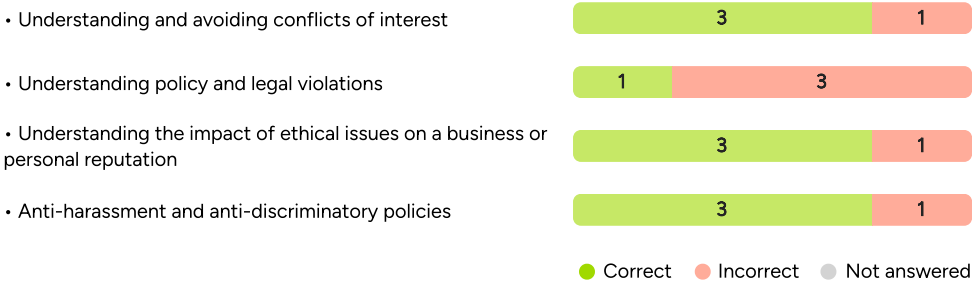 • Understanding and avoiding conflicts of interest
3 1
• Understanding policy and legal violations
1 3
• Understanding the impact of ethical issues on a business or
personal reputation
3 1
• Anti-harassment and anti-discriminatory policies
3 1
Correct Incorrect Not answered